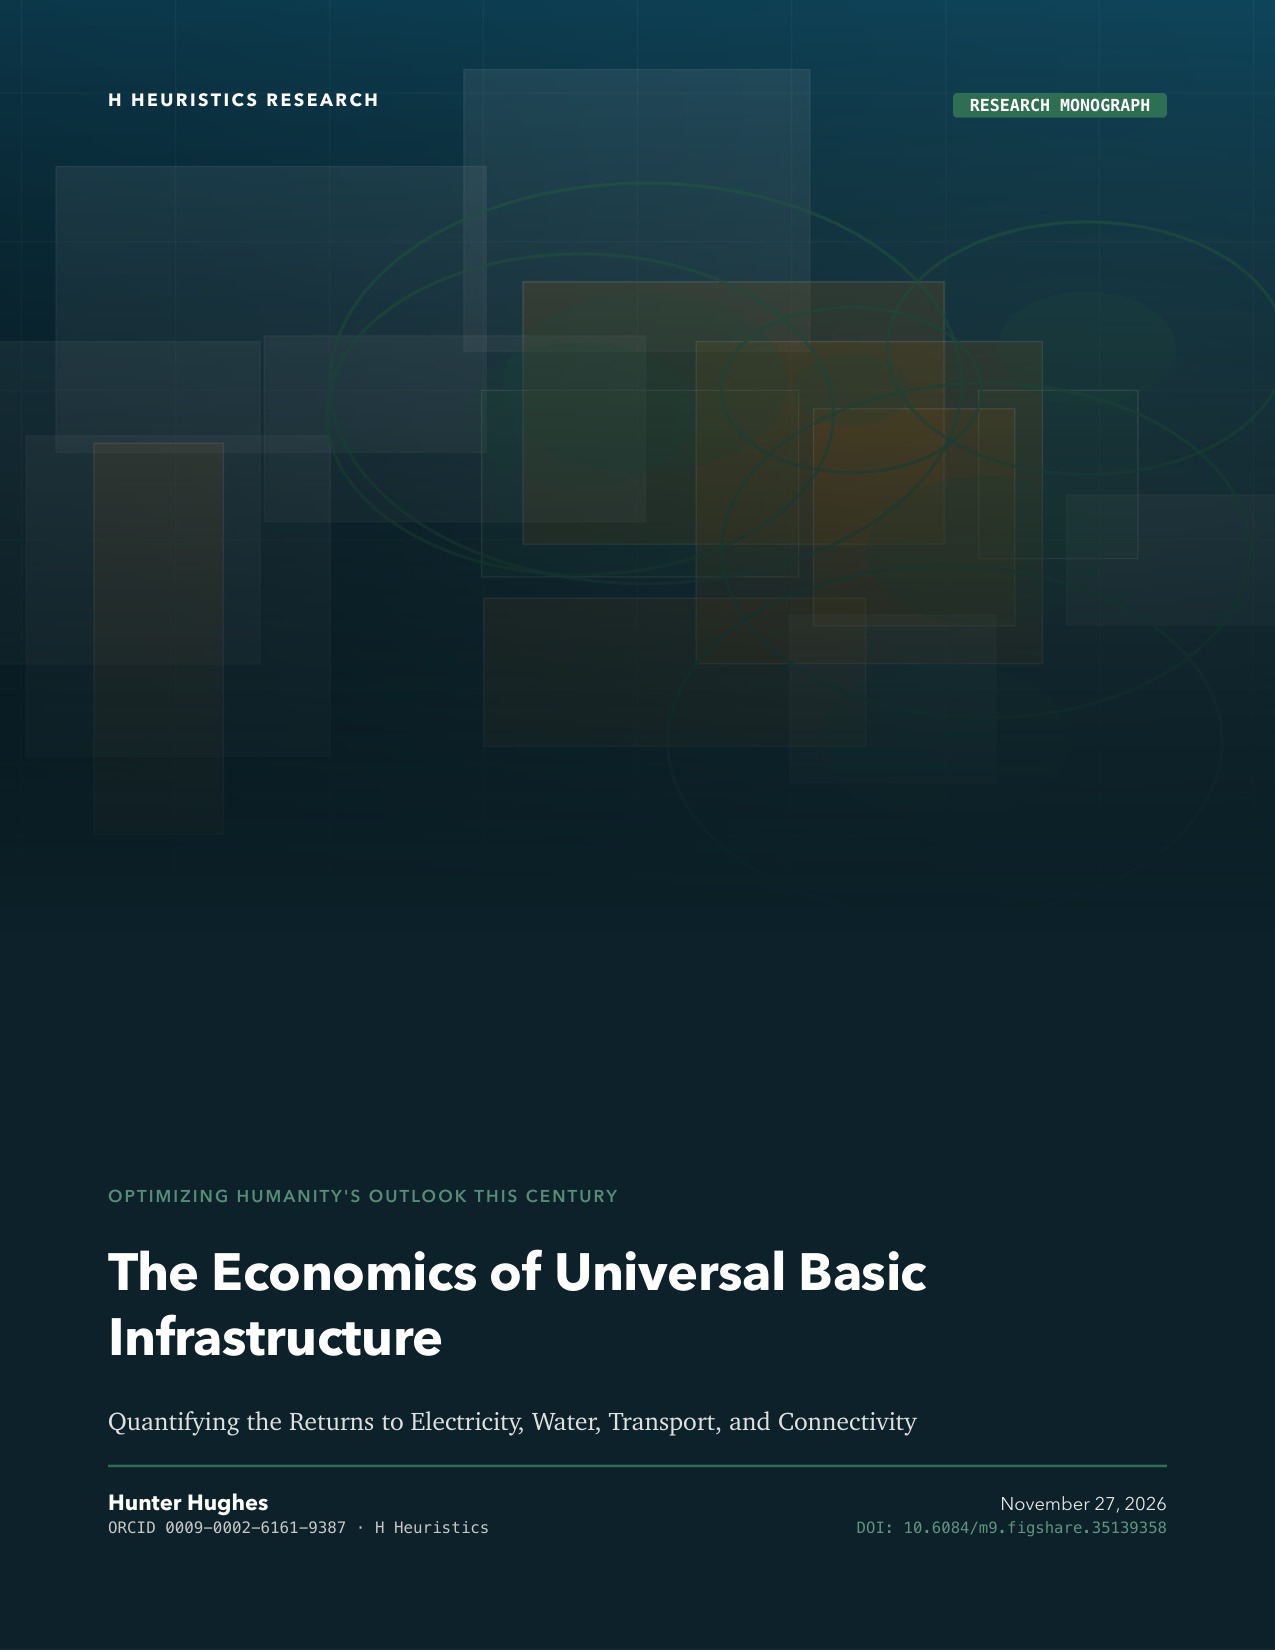 H HEURISTICS RESEARCH
RESEARCH MONOGRAPH
OPTIMIZING HUMANITY'S OUTLOOK THIS CENTURY
The Economics of Universal Basic
Infrastructure
Quantifying the Returns to Electricity, Water, Transport, and Connectivity
Hunter Hughes
November 27, 2026
ORCID 0009-0002-6161-9387 · H Heuristics
DOI: 10.6084/m9.figshare.35139358